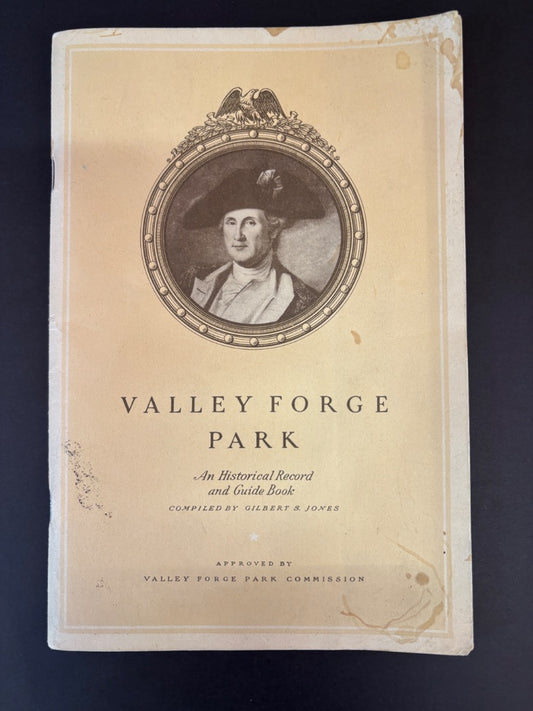 VALLEY FORGE
PARK
An Historical Record
and Guide Book
COMPILED BY GILBERT S. JONES
APPROVED BY
VALLEY FORGE PARK COMMISSION